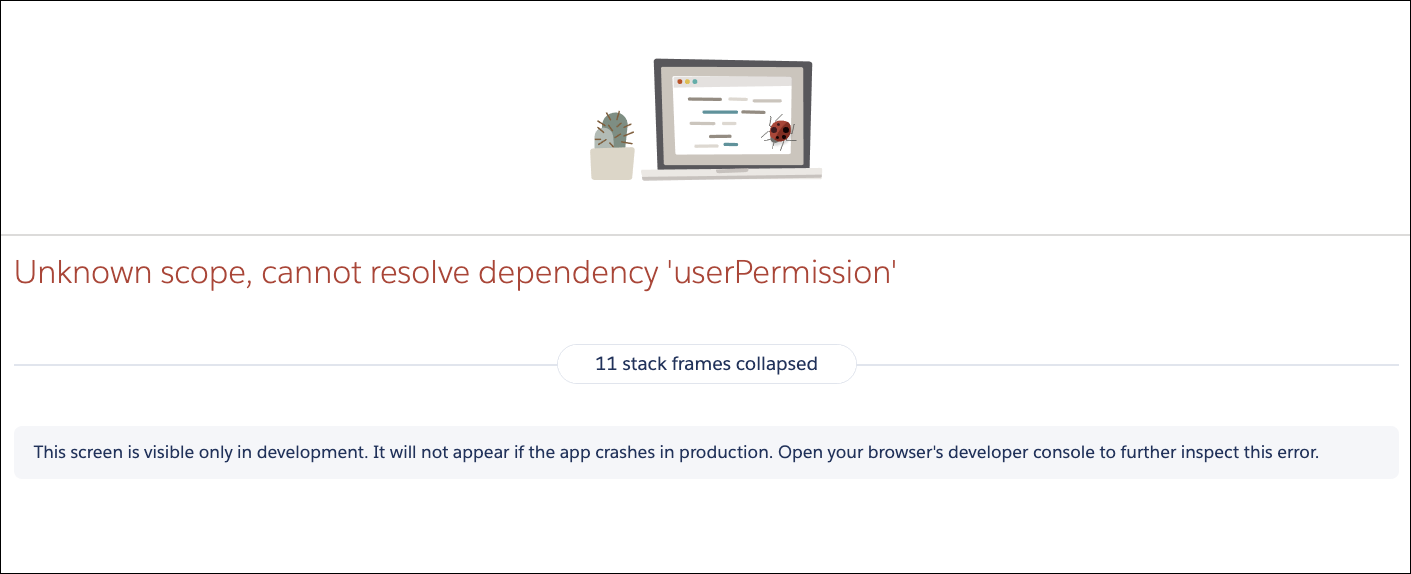 Unknown scope, cannot resolve dependency 'userPermission'
11 stack frames collapsed
This screen is visible only in development. It will not appear if the app crashes in production. Open your browser's developer console to further inspect this error.